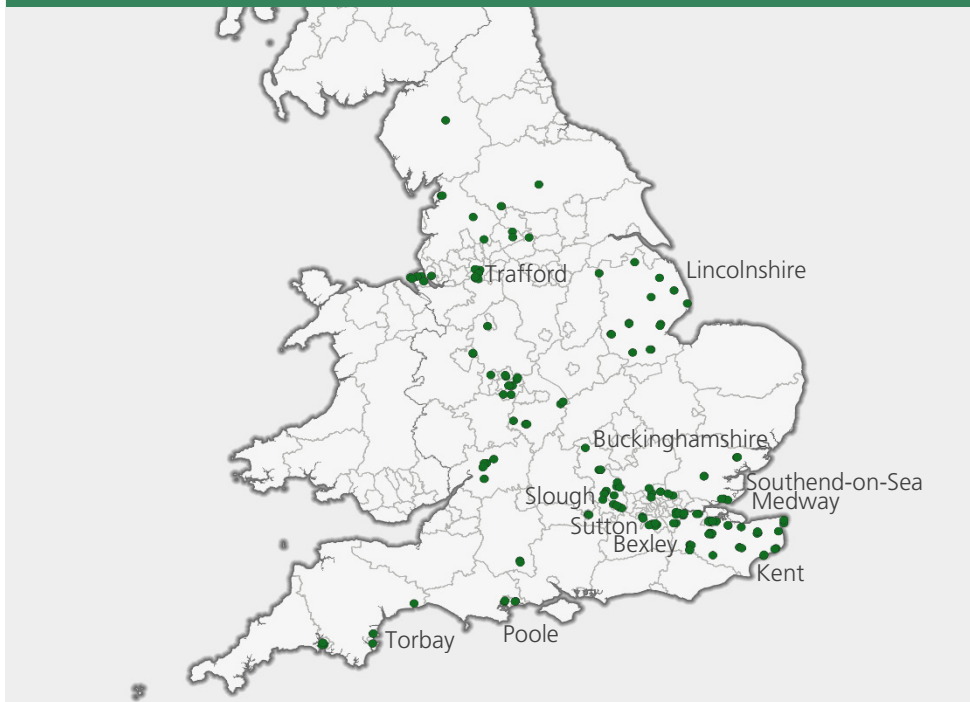 Trafford
Lincolnshire
Buckinghamshire
Southend-on-Sea
Slough
Medway
Sutton
Bexley
Kent
Torbay
Poole